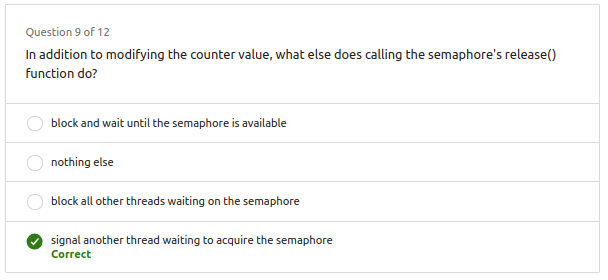 Question 9 of 12
In addition to modifying the counter value, what else does calling the semaphore's release()
function do?
block and wait until the semaphore is available
nothing else
block all other threads waiting on the semaphore
signal another thread waiting to acquire the semaphore
Correct